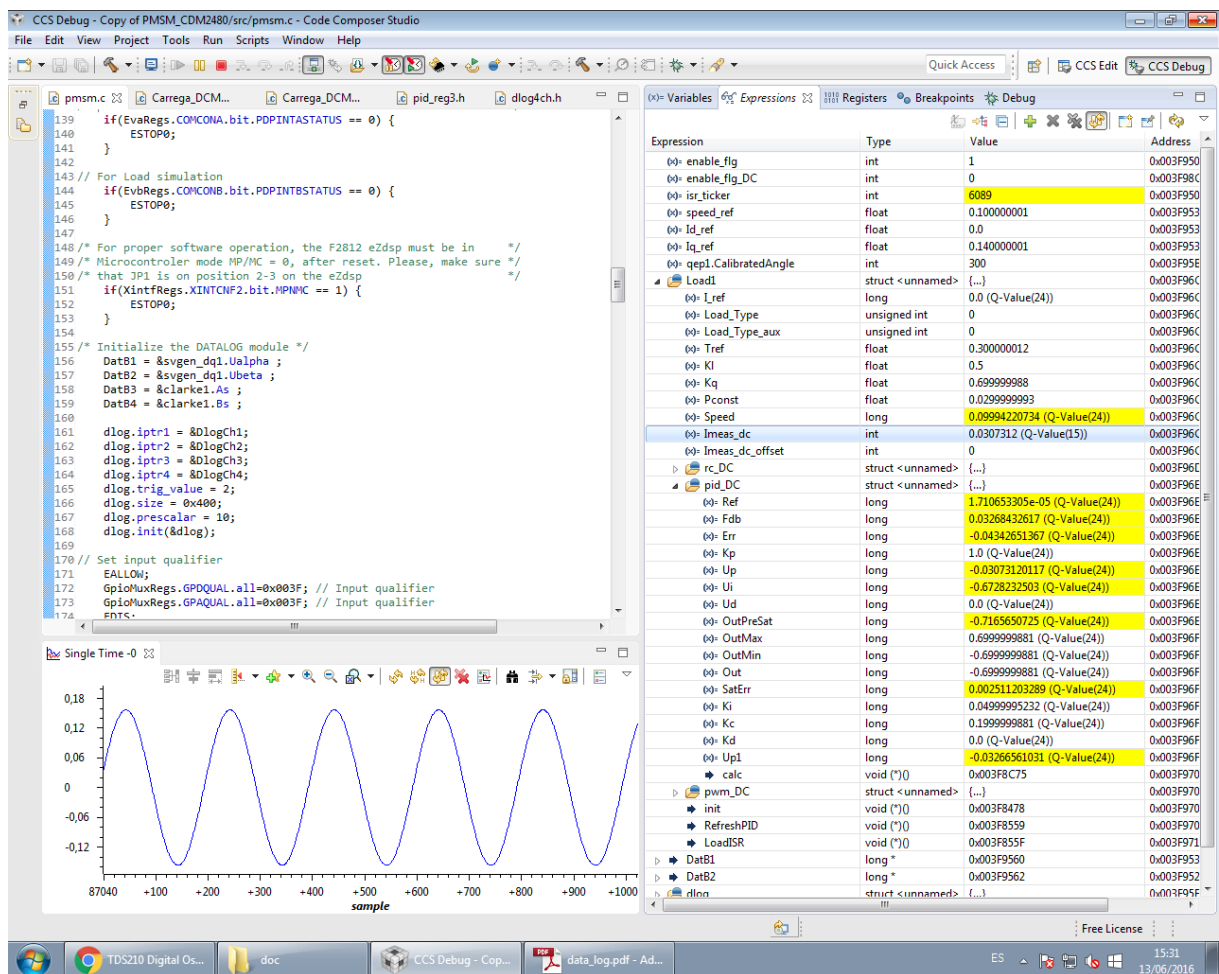 CCS Debug - Copy of PMSM_CDM2480/src/pmsm.c - Code Composer Studio
File Edit View Project Tools Run Scripts Window Help
Quick Access CCS Edit CCS Debug
pmsm.c Carrega_DCM... Carrega_DCM... pid_reg3.h dlog4ch.h
139 if(EvaRegs.COMCONA.bit.PDPINTASTATUS == 0) {
140 ESTOP0;
141 }
142
143 // For Load simulation
144 if(EvbRegs.COMCONB.bit.PDPINTBSTATUS == 0) {
145 ESTOP0;
146 }
147
148 /* For proper software operation, the F2812 eZdsp must be in */
149 /* Microcontroler mode MP/MC = 0, after reset. Please, make sure */
150 /* that JP1 is on position 2-3 on the eZdsp */
151 if(XintfRegs.XINTCNF2.bit.MPNMC == 1) {
152 ESTOP0;
153 }
154
155 /* Initialize the DATALOG module */
156 DatB1 = &svgen_dq1.Ualpha ;
157 DatB2 = &svgen_dq1.Ubeta ;
158 DatB3 = &clarke1.As ;
159 DatB4 = &clarke1.Bs ;
160
161 dlog.iptr1 = &DlogCh1;
162 dlog.iptr2 = &DlogCh2;
163 dlog.iptr3 = &DlogCh3;
164 dlog.iptr4 = &DlogCh4;
165 dlog.trig_value = 2;
166 dlog.size = 0x400;
167 dlog.prescalar = 10;
168 dlog.init(&dlog);
169
170 // Set input qualifier
171 EALLOW;
172 GpioMuxRegs.GPDQUAL.all=0x003F; // Input qualifier
173 GpioMuxRegs.GPAQUAL.all=0x003F; // Input qualifier
174 EDIS;
Single Time -0
0,18
0,12
0,06
0
-0,06
-0,12
87040 +100 +200 +300 +400 +500 +600 +700 +800 +900 +1000
sample
(x)= Variables Expressions Registers Breakpoints Debug
Expression Type Value Address
(x)= enable_flg int 1 0x003F950
(x)= enable_flg_DC int 0 0x003F98C
(x)= isr_ticker int 6089 0x003F950
(x)= speed_ref float 0.100000001 0x003F953
(x)= Id_ref float 0.0 0x003F953
(x)= Iq_ref float 0.140000001 0x003F953
(x)= qep1.CalibratedAngle int 300 0x003F95E
Load1 struct <unnamed> {...} 0x003F96C
(x)= I_ref long 0.0 (Q-Value(24)) 0x003F96C
(x)= Load_Type unsigned int 0 0x003F96C
(x)= Load_Type_aux unsigned int 0 0x003F96C
(x)= Tref float 0.300000012 0x003F96C
(x)= Kl float 0.5 0x003F96C
(x)= Kq float 0.699999988 0x003F96C
(x)= Pconst float 0.0299999993 0x003F96C
(x)= Speed long 0.09994220734 (Q-Value(24)) 0x003F96C
(x)= Imeas_dc int 0.0307312 (Q-Value(15)) 0x003F96C
(x)= Imeas_dc_offset int 0 0x003F96C
rc_DC struct <unnamed> {...} 0x003F96D
pid_DC struct <unnamed> {...} 0x003F96E
(x)= Ref long 1.710653305e-05 (Q-Value(24)) 0x003F96E
(x)= Fdb long 0.03268432617 (Q-Value(24)) 0x003F96E
(x)= Err long -0.04342651367 (Q-Value(24)) 0x003F96E
(x)= Kp long 1.0 (Q-Value(24)) 0x003F96E
(x)= Up long -0.03073120117 (Q-Value(24)) 0x003F96E
(x)= Ui long -0.6728232503 (Q-Value(24)) 0x003F96E
(x)= Ud long 0.0 (Q-Value(24)) 0x003F96E
(x)= OutPreSat long -0.7165650725 (Q-Value(24)) 0x003F96E
(x)= OutMax long 0.6999999881 (Q-Value(24)) 0x003F96F
(x)= OutMin long -0.6999999881 (Q-Value(24)) 0x003F96F
(x)= Out long -0.6999999881 (Q-Value(24)) 0x003F96F
(x)= SatErr long 0.002511203289 (Q-Value(24)) 0x003F96F
(x)= Ki long 0.04999995232 (Q-Value(24)) 0x003F96F
(x)= Kc long 0.1999999881 (Q-Value(24)) 0x003F96F
(x)= Kd long 0.0 (Q-Value(24)) 0x003F96F
(x)= Up1 long -0.03266561031 (Q-Value(24)) 0x003F96F
calc void (*)() 0x003F8C75 0x003F970
pwm_DC struct <unnamed> {...} 0x003F970
init void (*)() 0x003F8478 0x003F970
RefreshPID void (*)() 0x003F8559 0x003F970
LoadISR void (*)() 0x003F855F 0x003F971
DatB1 long * 0x003F9560 0x003F953
DatB2 long * 0x003F9562 0x003F952
dlog struct <unnamed> {...} 0x003F95F
Free License
TDS210 Digital Os... doc CCS Debug - Cop... data_log.pdf - Ad... ES 15:31
13/06/2016